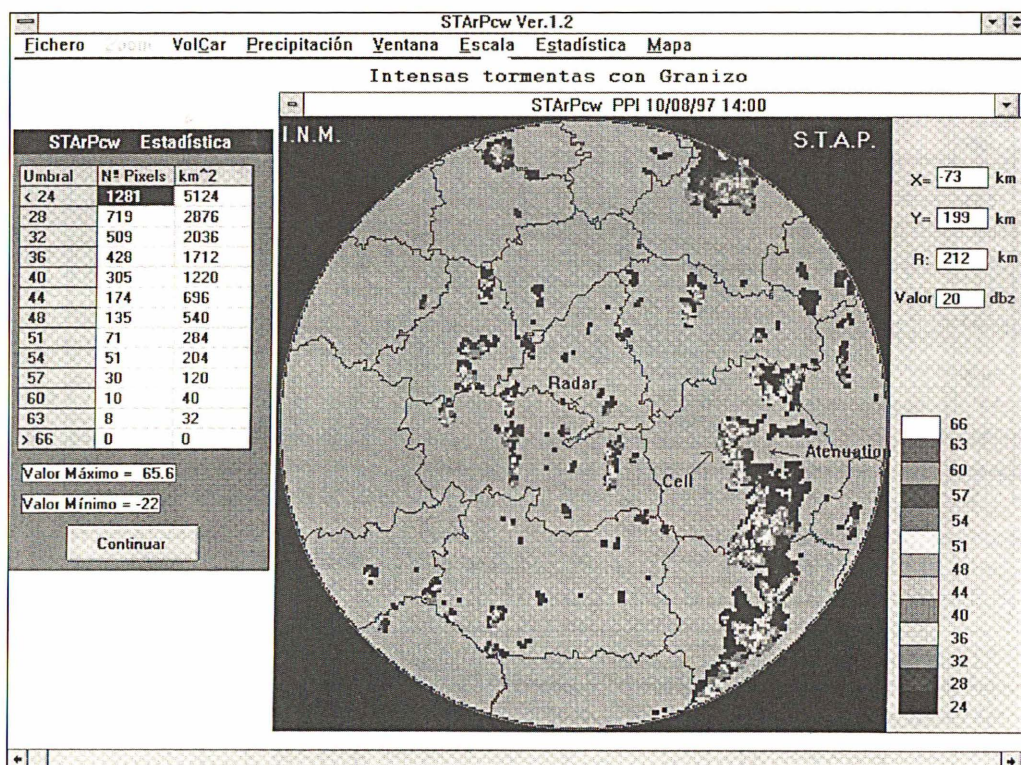 STArPcw Ver.1.2
Fichero Zoom VolCar Precipitación Ventana Escala Estadística Mapa
Intensas tormentas con Granizo
STArPcw PPI 10/08/97 14:00
I.N.M.
S.T.A.P.
STArPcw Estadística
Umbral Nº Pixels km^2
< 24 1281 5124
28 719 2876
32 509 2036
36 428 1712
40 305 1220
44 174 696
48 135 540
51 71 284
54 51 204
57 30 120
60 10 40
63 8 32
> 66 0 0
Valor Máximo = 65.6
Valor Mínimo = -22
Continuar
Radar
Cell
Atenuation
X= -73 km
Y= 199 km
R: 212 km
Valor 20 dbz
66
63
60
57
54
51
48
44
40
36
32
28
24